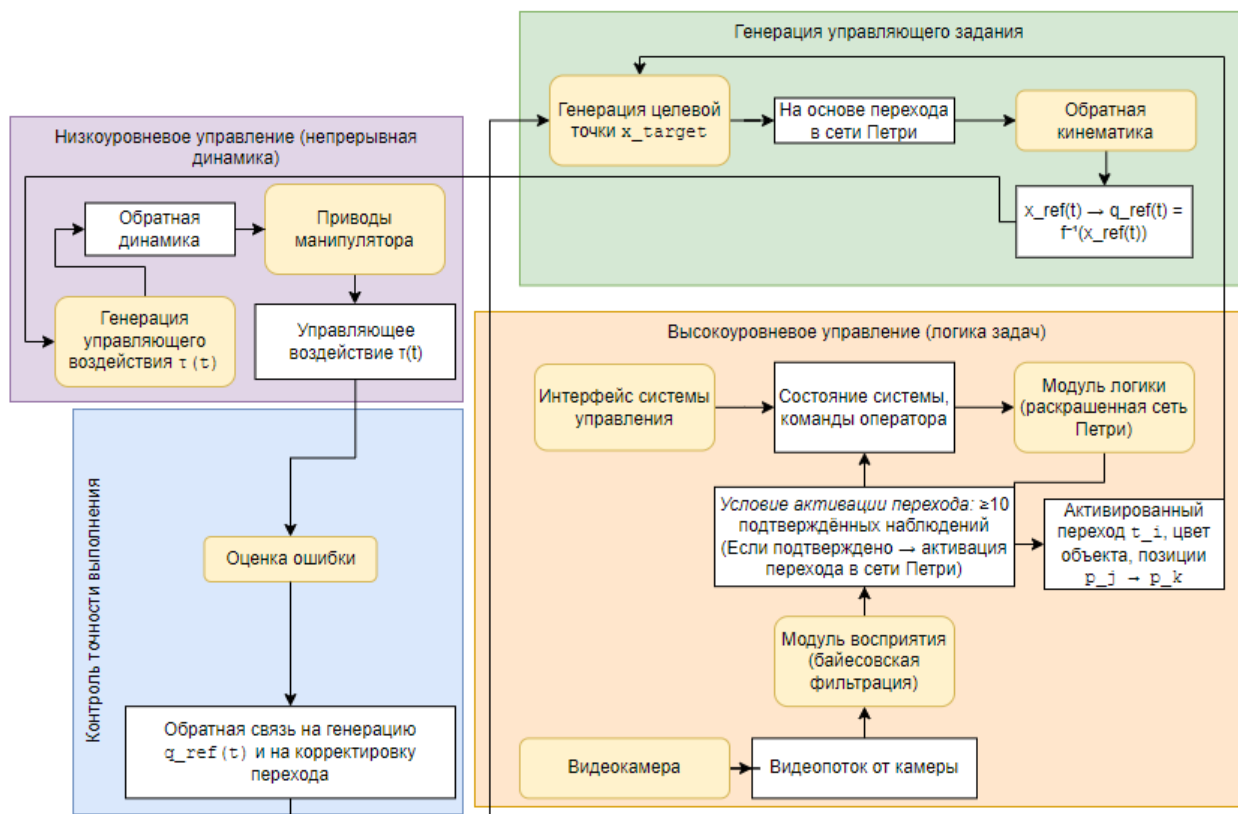 Генерация управляющего задания
Генерация целевой
точки x_target
На основе перехода
в сети Петри
Обратная
кинематика
x_ref(t) → q_ref(t) =
f⁻¹(x_ref(t))
Низкоуровневое управление (непрерывная
динамика)
Обратная
динамика
Приводы
манипулятора
Генерация
управляющего
воздействия τ(t)
Управляющее
воздействие τ(t)
Высокоуровневое управление (логика задач)
Интерфейс системы
управления
Состояние системы,
команды оператора
Модуль логики
(раскрашенная сеть
Петри)
Условие активации перехода: ≥10
подтверждённых наблюдений
(Если подтверждено → активация
перехода в сети Петри)
Активированный
переход t_i, цвет
объекта, позиции
p_j → p_k
Модуль восприятия
(байесовская
фильтрация)
Видеокамера
Видеопоток от камеры
Контроль точности выполнения
Оценка ошибки
Обратная связь на генерацию
q_ref(t) и на корректировку
перехода